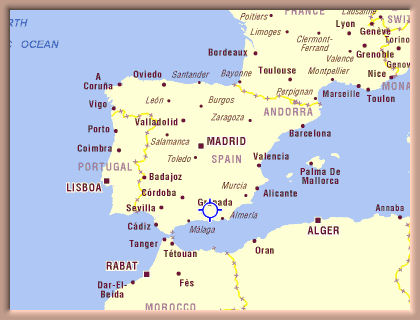 Poitiers
FRANCE
SWI
TIC
OCEAN
Limoges
Lyon
Genève
Clermont-
Ferrand
Torino
Bordeaux
Grenoble
Valence
Genov
A
Coruña
Oviedo
Santander
Bayonne
Toulouse
Montpellier
Nice
MONA
Perpignan
Marseille
Toulon
Vigo
León
Burgos
ANDORRA
Porto
Valladolid
Zaragoza
Barcelona
Coimbra
Salamanca
MADRID
Toledo
SPAIN
Valencia
PORTUGAL
Badajoz
Palma De
Mallorca
LISBOA
Córdoba
Murcia
Alicante
Sevilla
Granada
Almería
Annaba
Cádiz
Málaga
ALGER
Tanger
Tétouan
Oran
RABAT
Dar-El-
Beida
Fès
MOROCCO